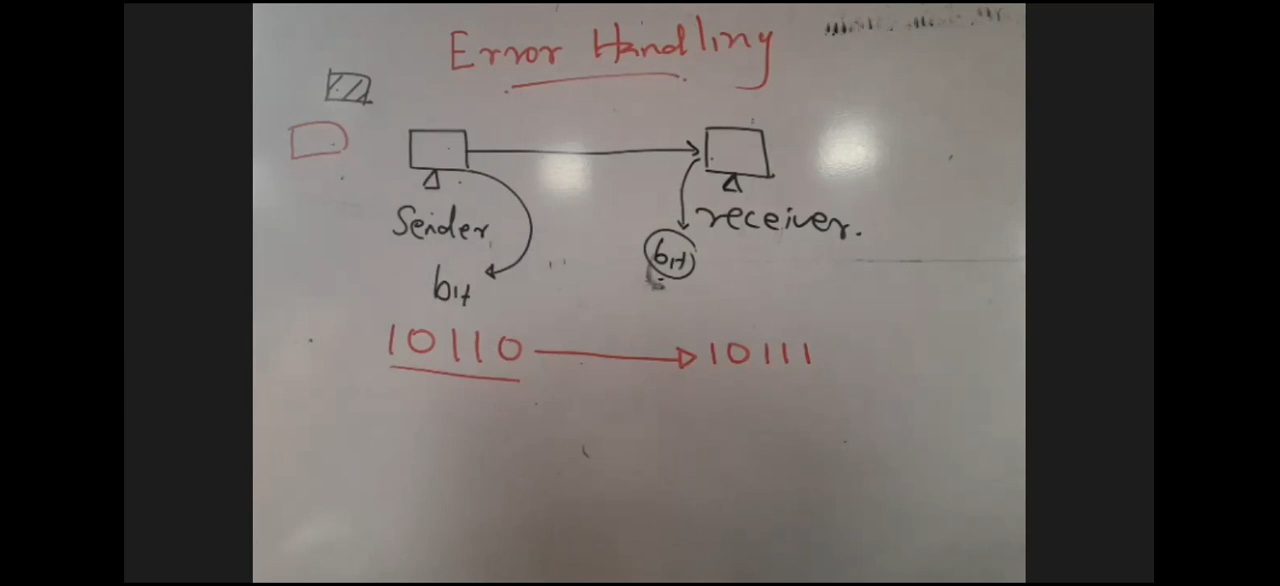 Error Handling
Sender
receiver.
bit
bit
10110
10111